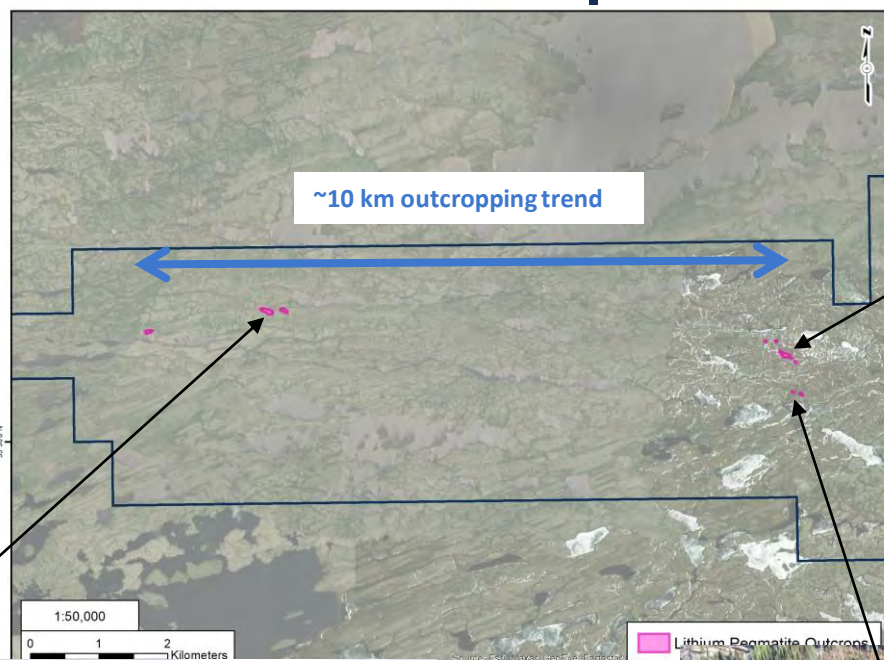 N
~10 km outcropping trend
1:50,000
0 1 2
Kilometers
Lithium Pegmatite Outcrops